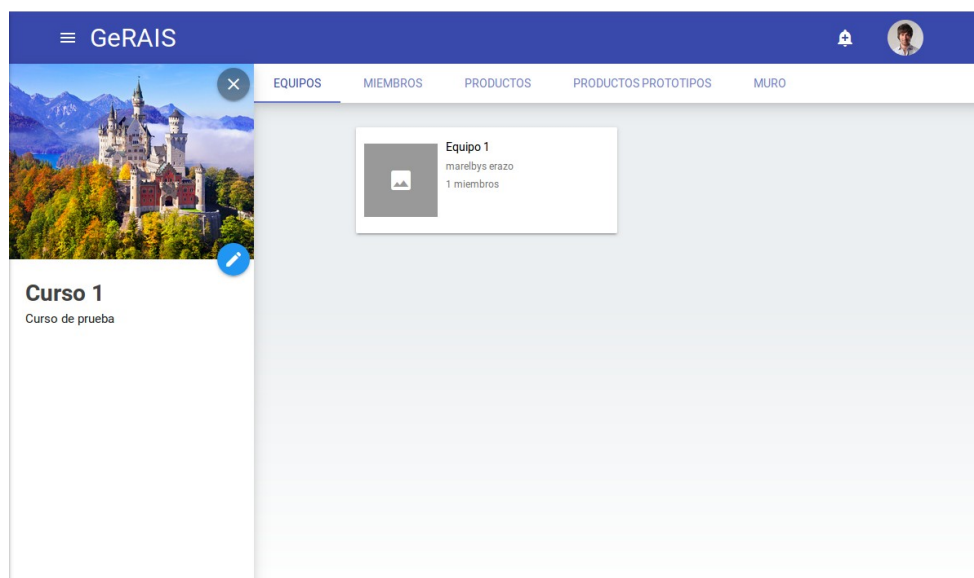 GeRAIS
EQUIPOS MIEMBROS PRODUCTOS PRODUCTOS PROTOTIPOS MURO
Equipo 1
marelbys erazo
1 miembros
Curso 1
Curso de prueba